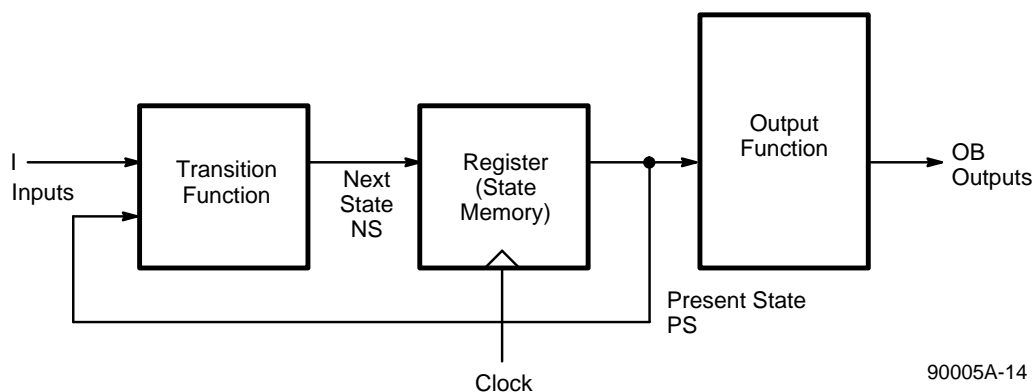 I
Inputs
Transition
Function
Next
State
NS
Register
(State
Memory)
Output
Function
OB
Outputs
Present State
PS
Clock
90005A-14